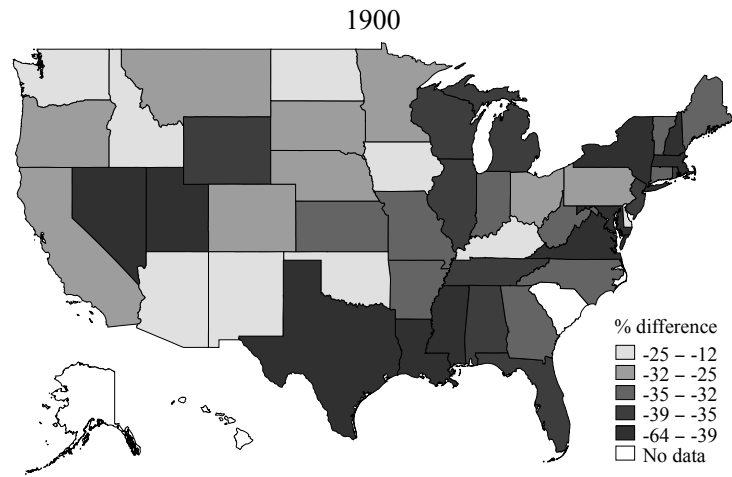 1900
% difference
-25 – -12
-32 – -25
-35 – -32
-39 – -35
-64 – -39
No data